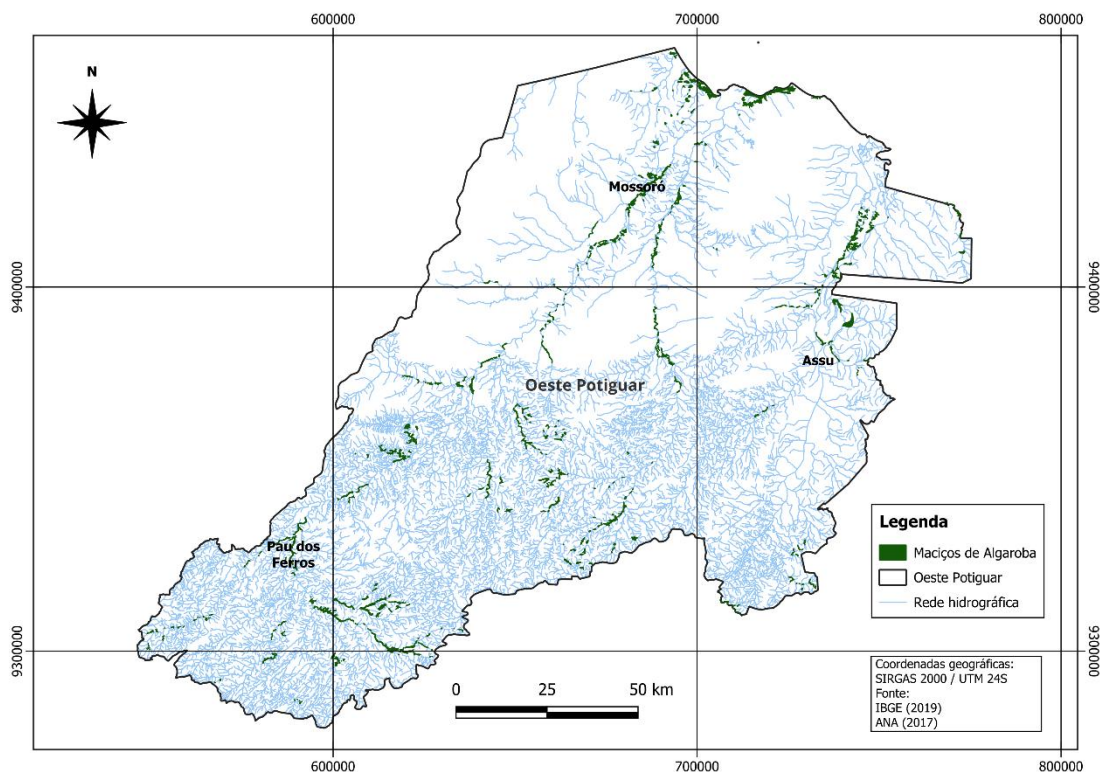 600000
700000
800000
N
Mossoró
9400000
9400000
Oeste Potiguar
Assu
Pau dos
Ferros
Legenda
Maciços de Algaroba
Oeste Potiguar
Rede hidrográfica
9300000
9300000
0 25 50 km
Coordenadas geográficas:
SIRGAS 2000 / UTM 24S
Fonte:
IBGE (2019)
ANA (2017)
600000
700000
800000